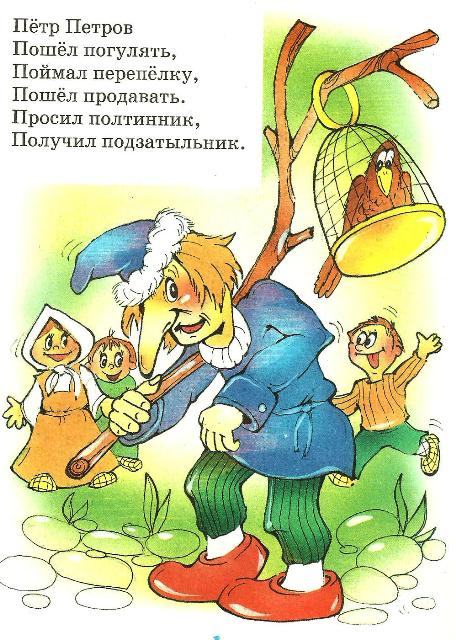 Пётр Петров
Пошёл погулять,
Поймал перепёлку,
Пошёл продавать.
Просил полтинник,
Получил подзатыльник.